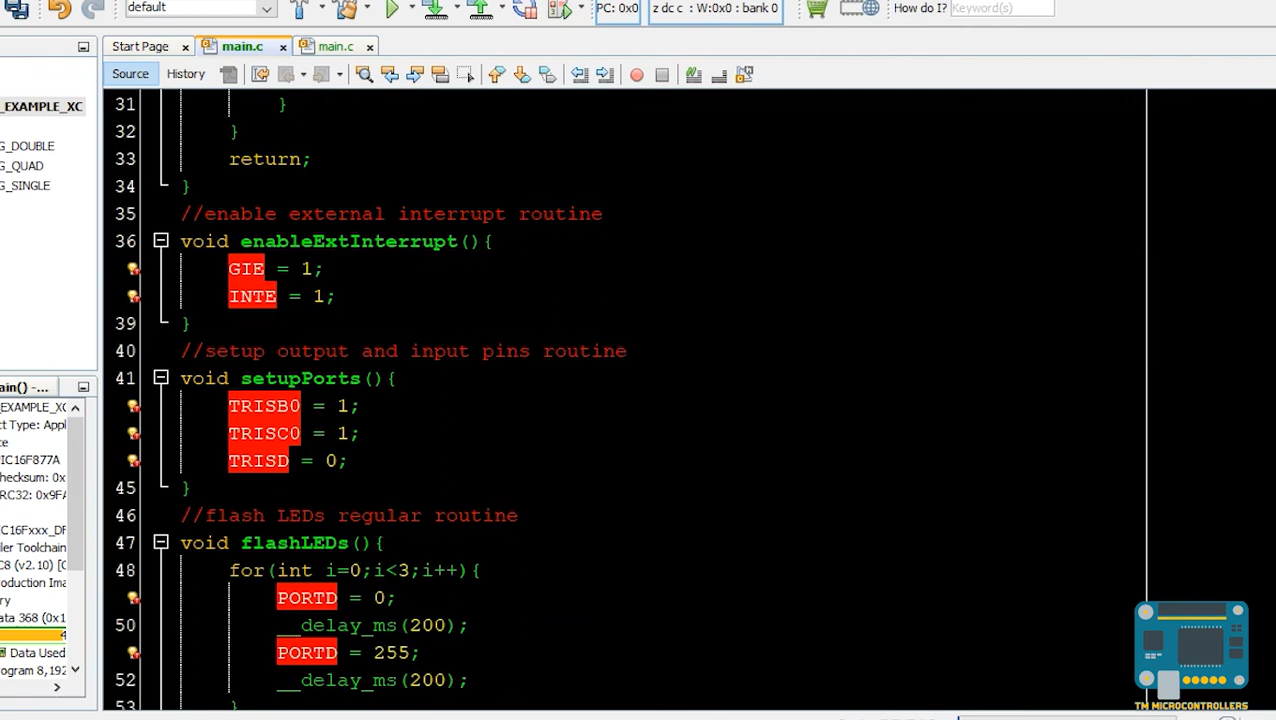 default
PC: 0x0
z dc c : W:0x0 : bank 0
How do I?
Keyword(s)
Start Page
main.c
main.c
Source
History
_EXAMPLE_XC
G_DOUBLE
G_QUAD
G_SINGLE
31 }
32 }
33 return;
34 }
35 //enable external interrupt routine
36 void enableExtInterrupt(){
GIE = 1;
INTE = 1;
39 }
40 //setup output and input pins routine
41 void setupPorts(){
TRISB0 = 1;
TRISC0 = 1;
TRISD = 0;
45 }
46 //flash LEDs regular routine
47 void flashLEDs(){
48 for(int i=0;i<3;i++){
PORTD = 0;
50 __delay_ms(200);
PORTD = 255;
52 __delay_ms(200);
53 }
ain() -...
_EXAMPLE_XC
ct Type: Appl
ce
PIC16F877A
hecksum: 0x
RC32: 0x9FA
IC16Fxxx_DF
ler Toolchain
C8 (v2.10) [C
oduction Ima
ry
ata 368 (0x1
4
Data Used
rogram 8,192
TM MICROCONTROLLERS